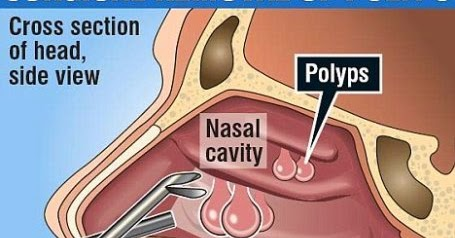 Cross section
of head,
side view
Polyps
Nasal
cavity